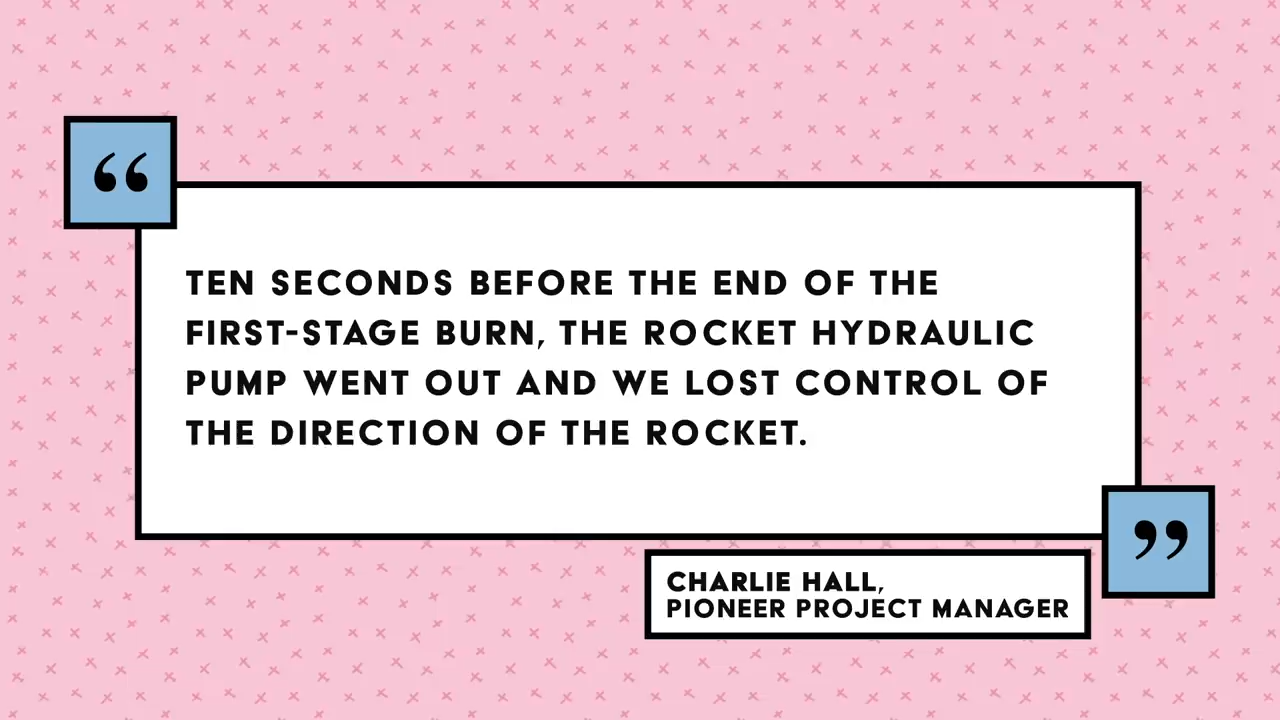 “
TEN SECONDS BEFORE THE END OF THE
FIRST-STAGE BURN, THE ROCKET HYDRAULIC
PUMP WENT OUT AND WE LOST CONTROL OF
THE DIRECTION OF THE ROCKET.
”
CHARLIE HALL,
PIONEER PROJECT MANAGER